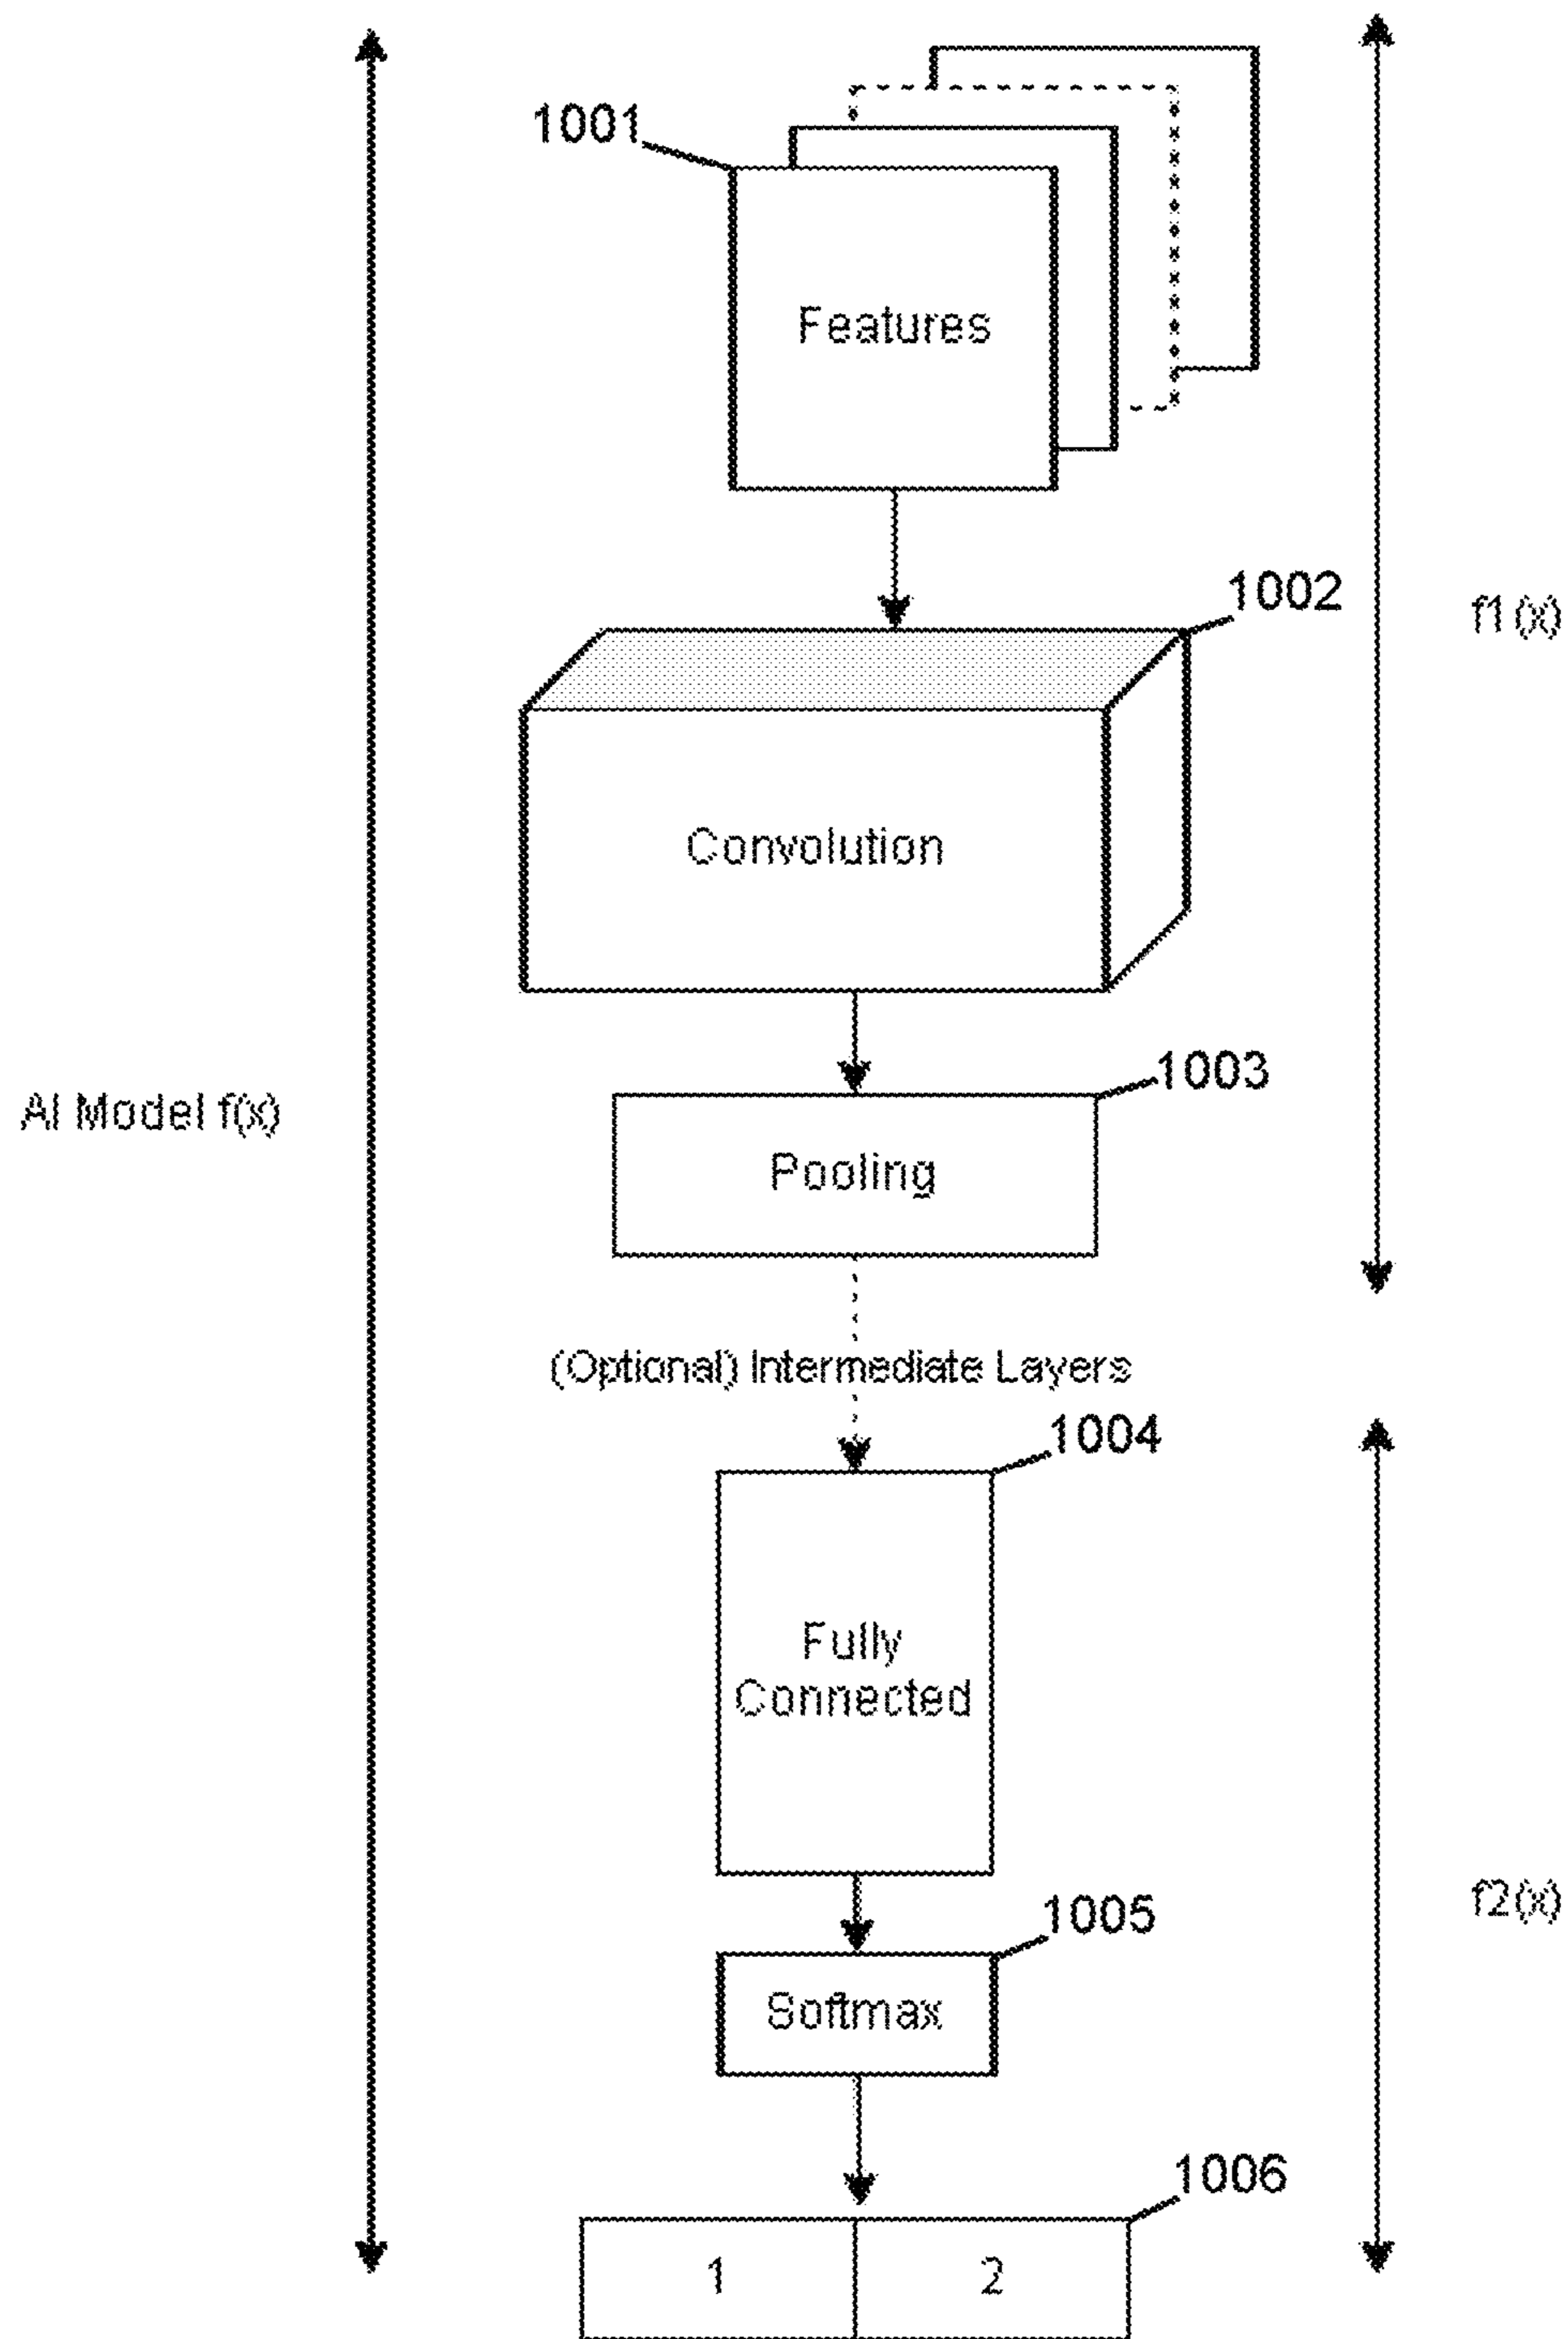 1001
Features
1002
f1(x)
Convolution
1003
AI Model f(x)
Pooling
(Optional) Intermediate Layers
1004
Fully
Connected
f2(x)
1005
Softmax
1006
1 2